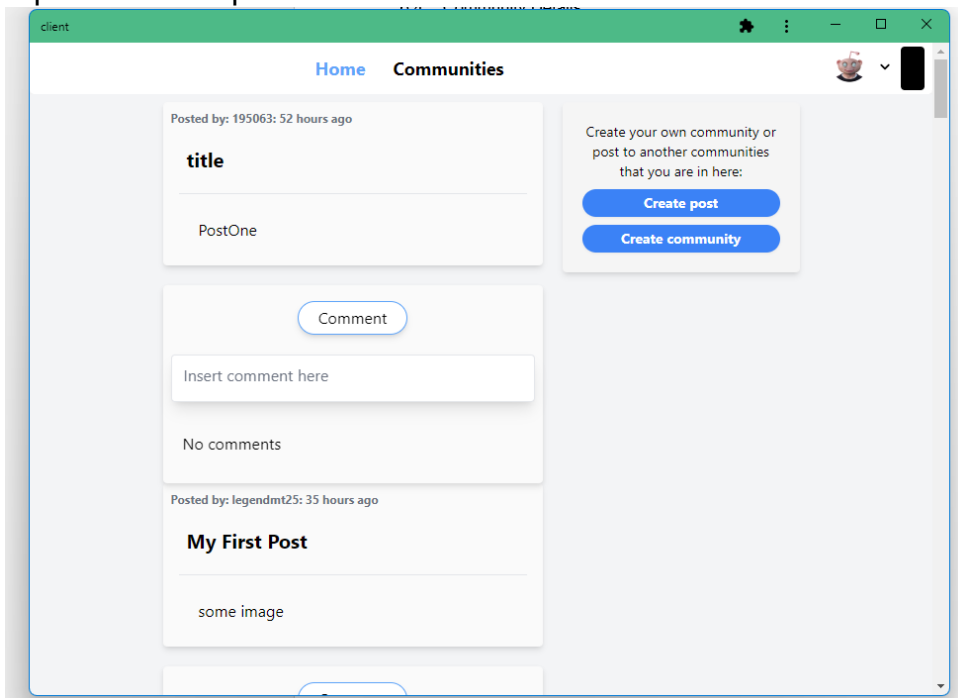 client
Home Communities
Posted by: 195063: 52 hours ago
title
PostOne
Create your own community or
post to another communities
that you are in here:
Create post
Create community
Comment
Insert comment here
No comments
Posted by: legendmt25: 35 hours ago
My First Post
some image